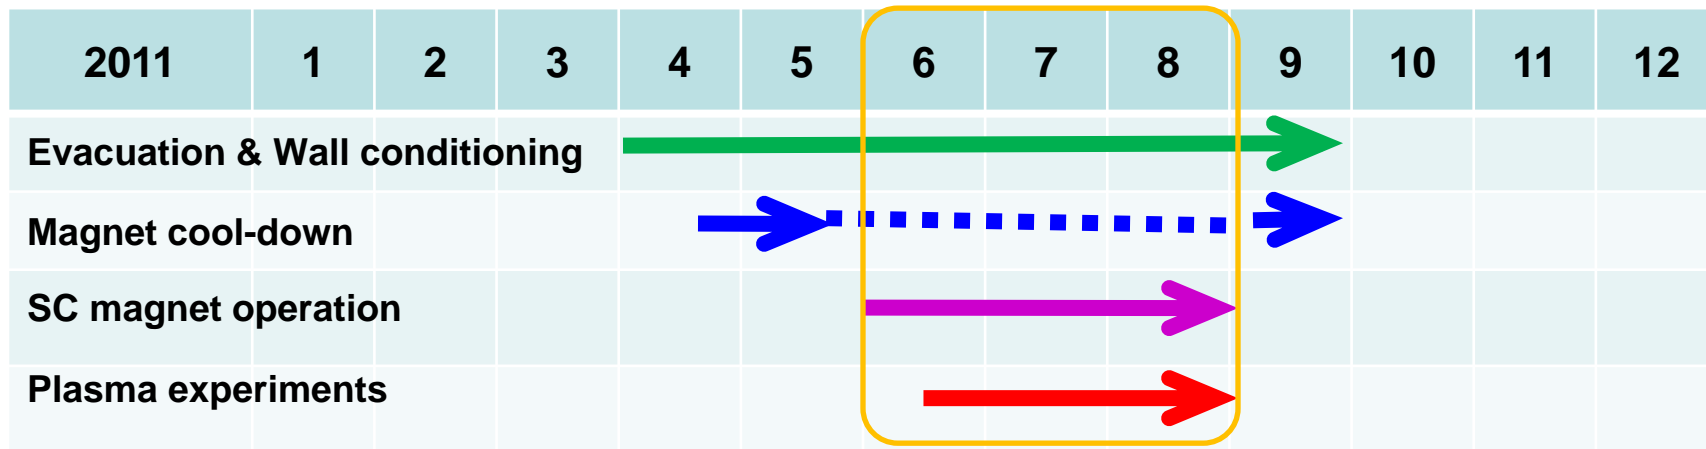 2011 1 2 3 4 5 6 7 8 9 10 11 12
Evacuation & Wall conditioning
Magnet cool-down
SC magnet operation
Plasma experiments